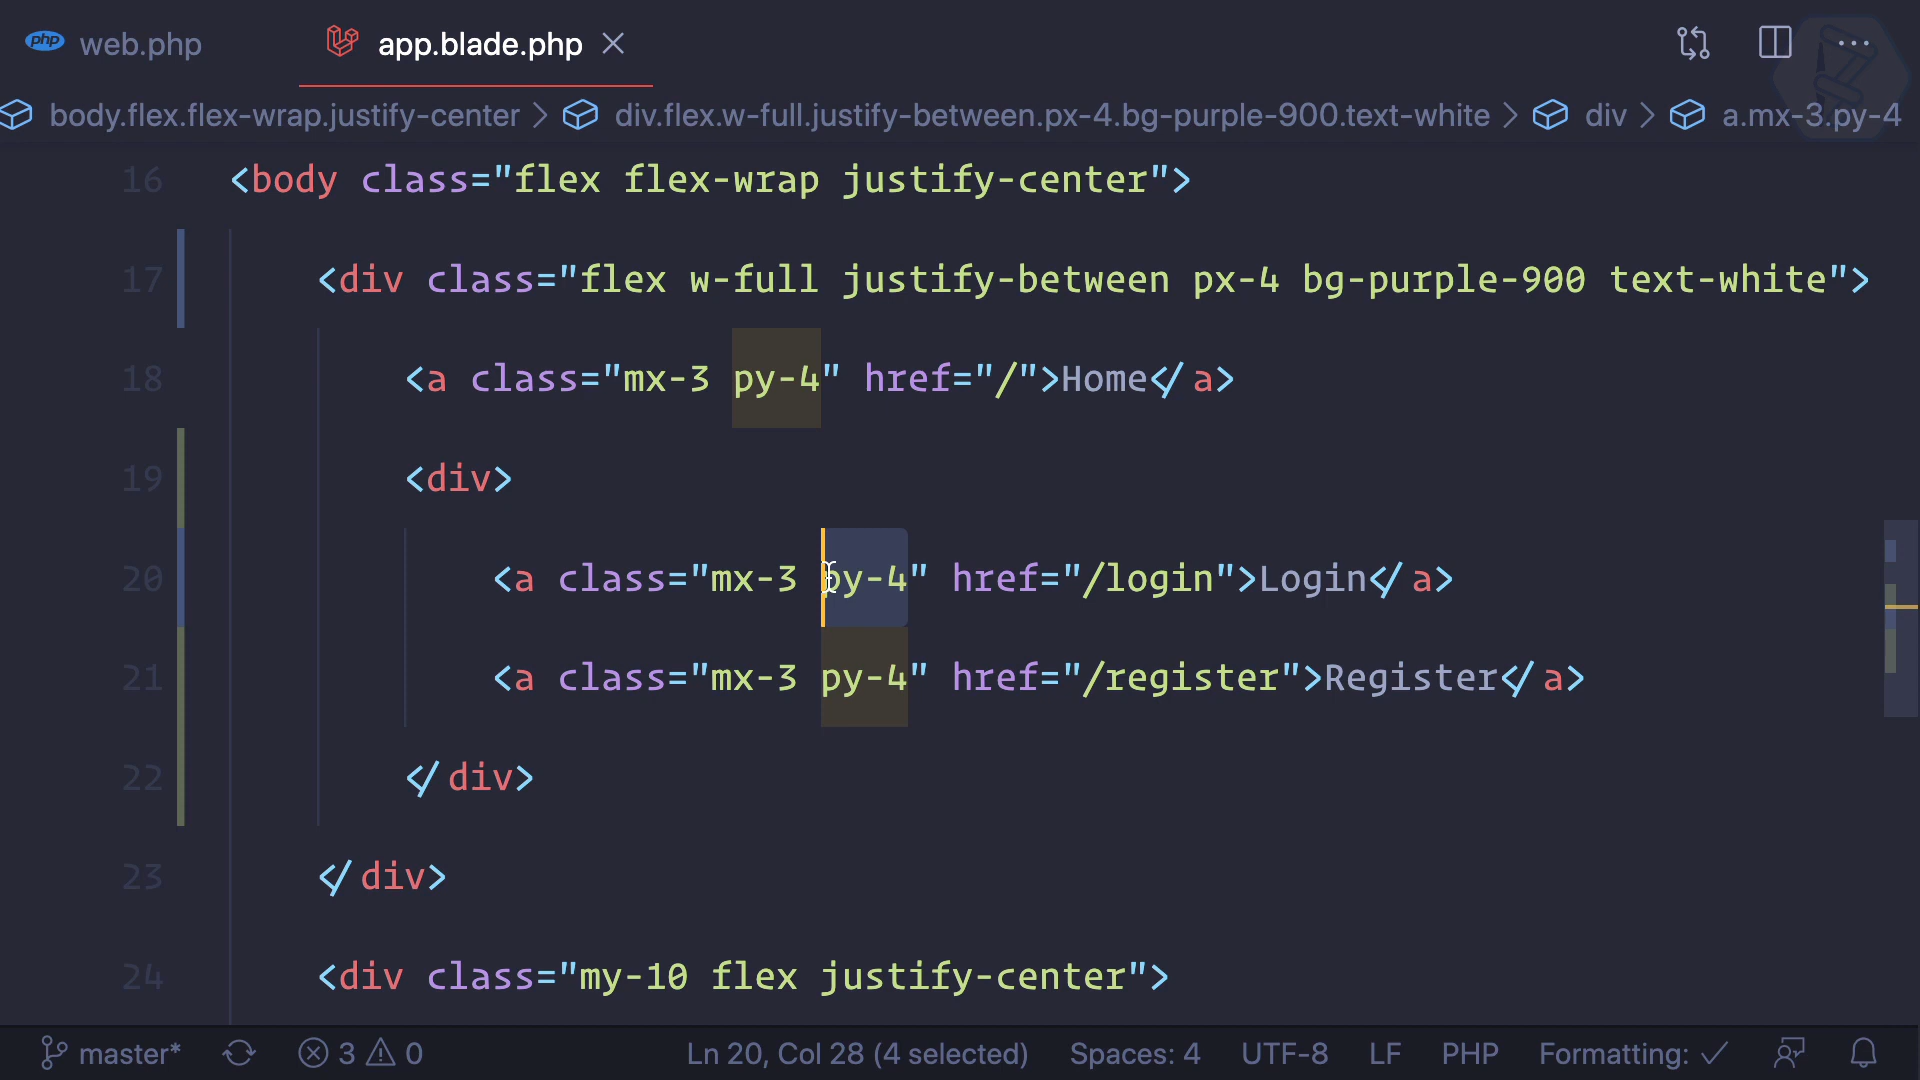 php web.php app.blade.php
body.flex.flex-wrap.justify-center > div.flex.w-full.justify-between.px-4.bg-purple-900.text-white > div > a.mx-3.py-4
16 <body class="flex flex-wrap justify-center">
17 <div class="flex w-full justify-between px-4 bg-purple-900 text-white">
18 <a class="mx-3 py-4" href="/">Home</a>
19 <div>
20 <a class="mx-3 py-4" href="/login">Login</a>
21 <a class="mx-3 py-4" href="/register">Register</a>
22 </div>
23 </div>
24 <div class="my-10 flex justify-center">
master* 3 0 Ln 20, Col 28 (4 selected) Spaces: 4 UTF-8 LF PHP Formatting: ✓